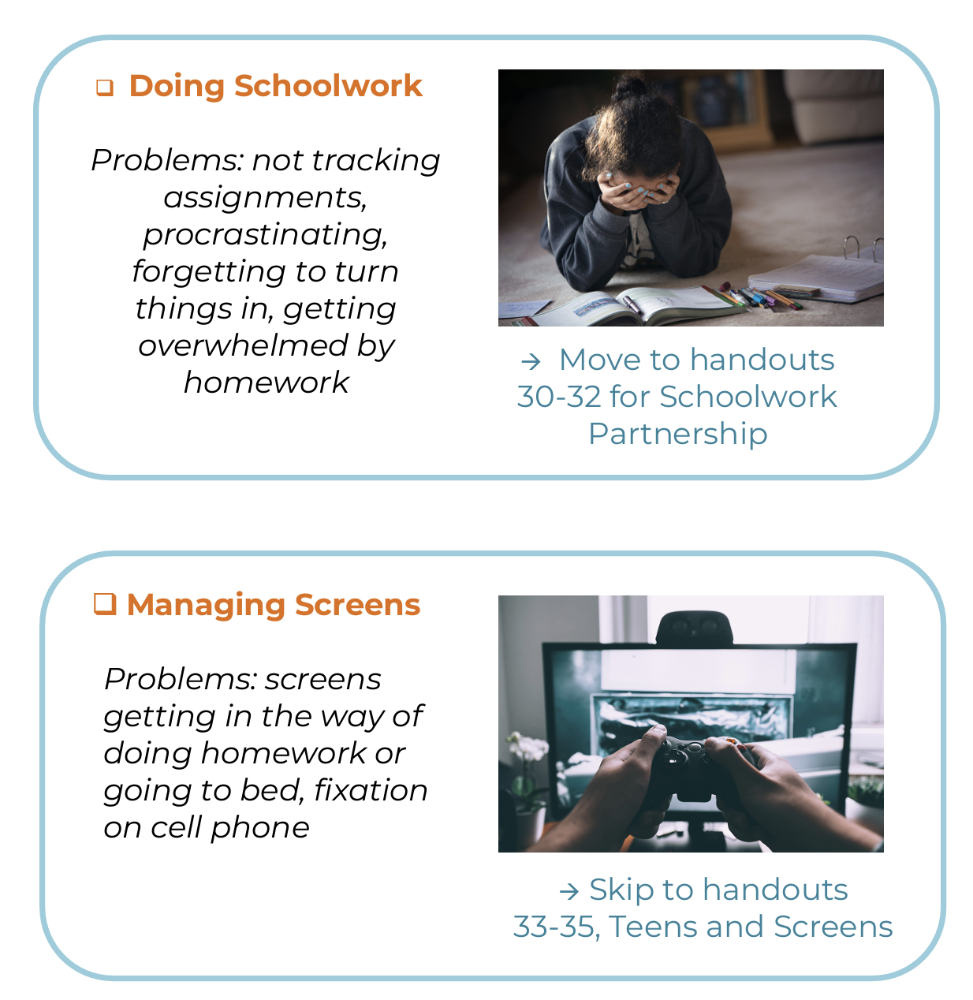 ❑ Doing Schoolwork
Problems: not tracking
assignments,
procrastinating,
forgetting to turn
things in, getting
overwhelmed by
homework
→ Move to handouts
30-32 for Schoolwork
Partnership
❑ Managing Screens
Problems: screens
getting in the way of
doing homework or
going to bed, fixation
on cell phone
→ Skip to handouts
33-35, Teens and Screens